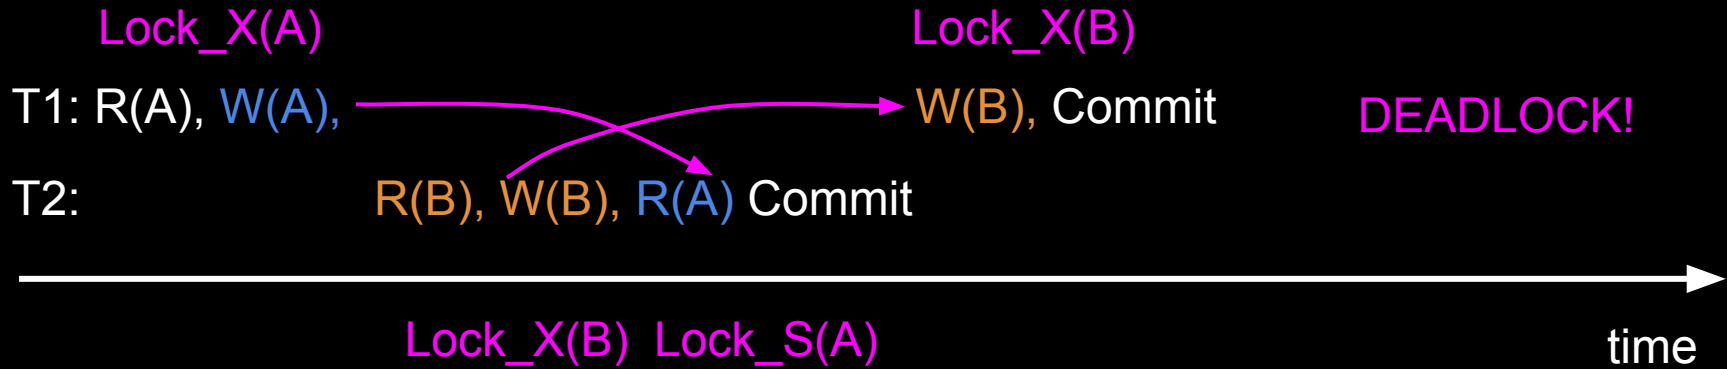 Lock_X(A) Lock_X(B)
T1: R(A), W(A), W(B), Commit DEADLOCK!
T2: R(B), W(B), R(A) Commit
Lock_X(B) Lock_S(A) time